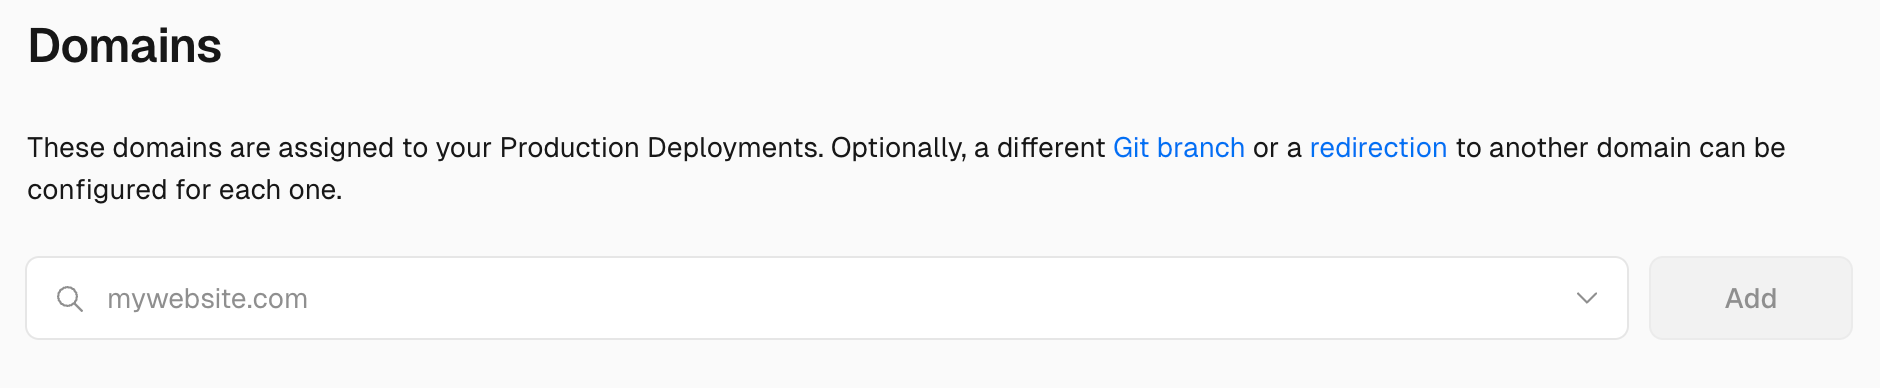 Domains
These domains are assigned to your Production Deployments. Optionally, a different Git branch or a redirection to another domain can be
configured for each one.
mywebsite.com
Add